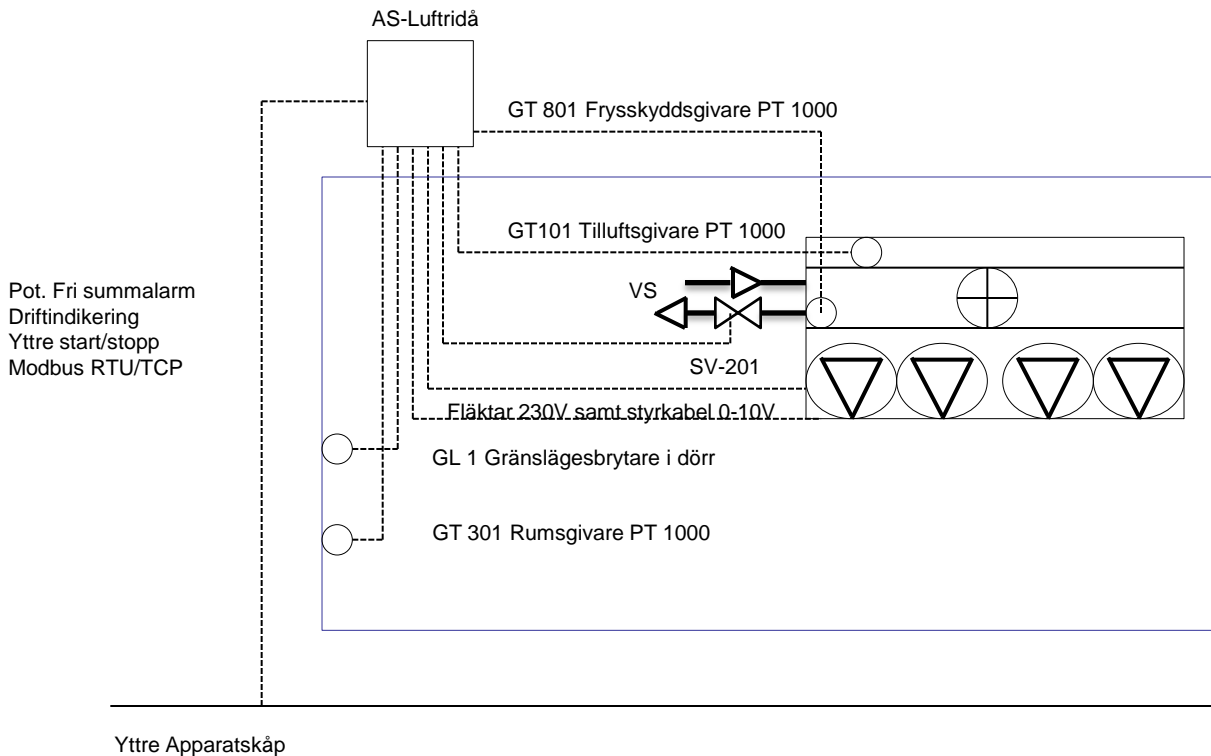 AS-Luftridå
GT 801 Frysskyddsgivare PT 1000
GT101 Tilluftsgivare PT 1000
Pot. Fri summalarm
Driftindikering
Yttre start/stopp
Modbus RTU/TCP
VS
SV-201
Fläktar 230V samt styrkabel 0-10V
GL 1 Gränslägesbrytare i dörr
GT 301 Rumsgivare PT 1000
Yttre Apparatskåp